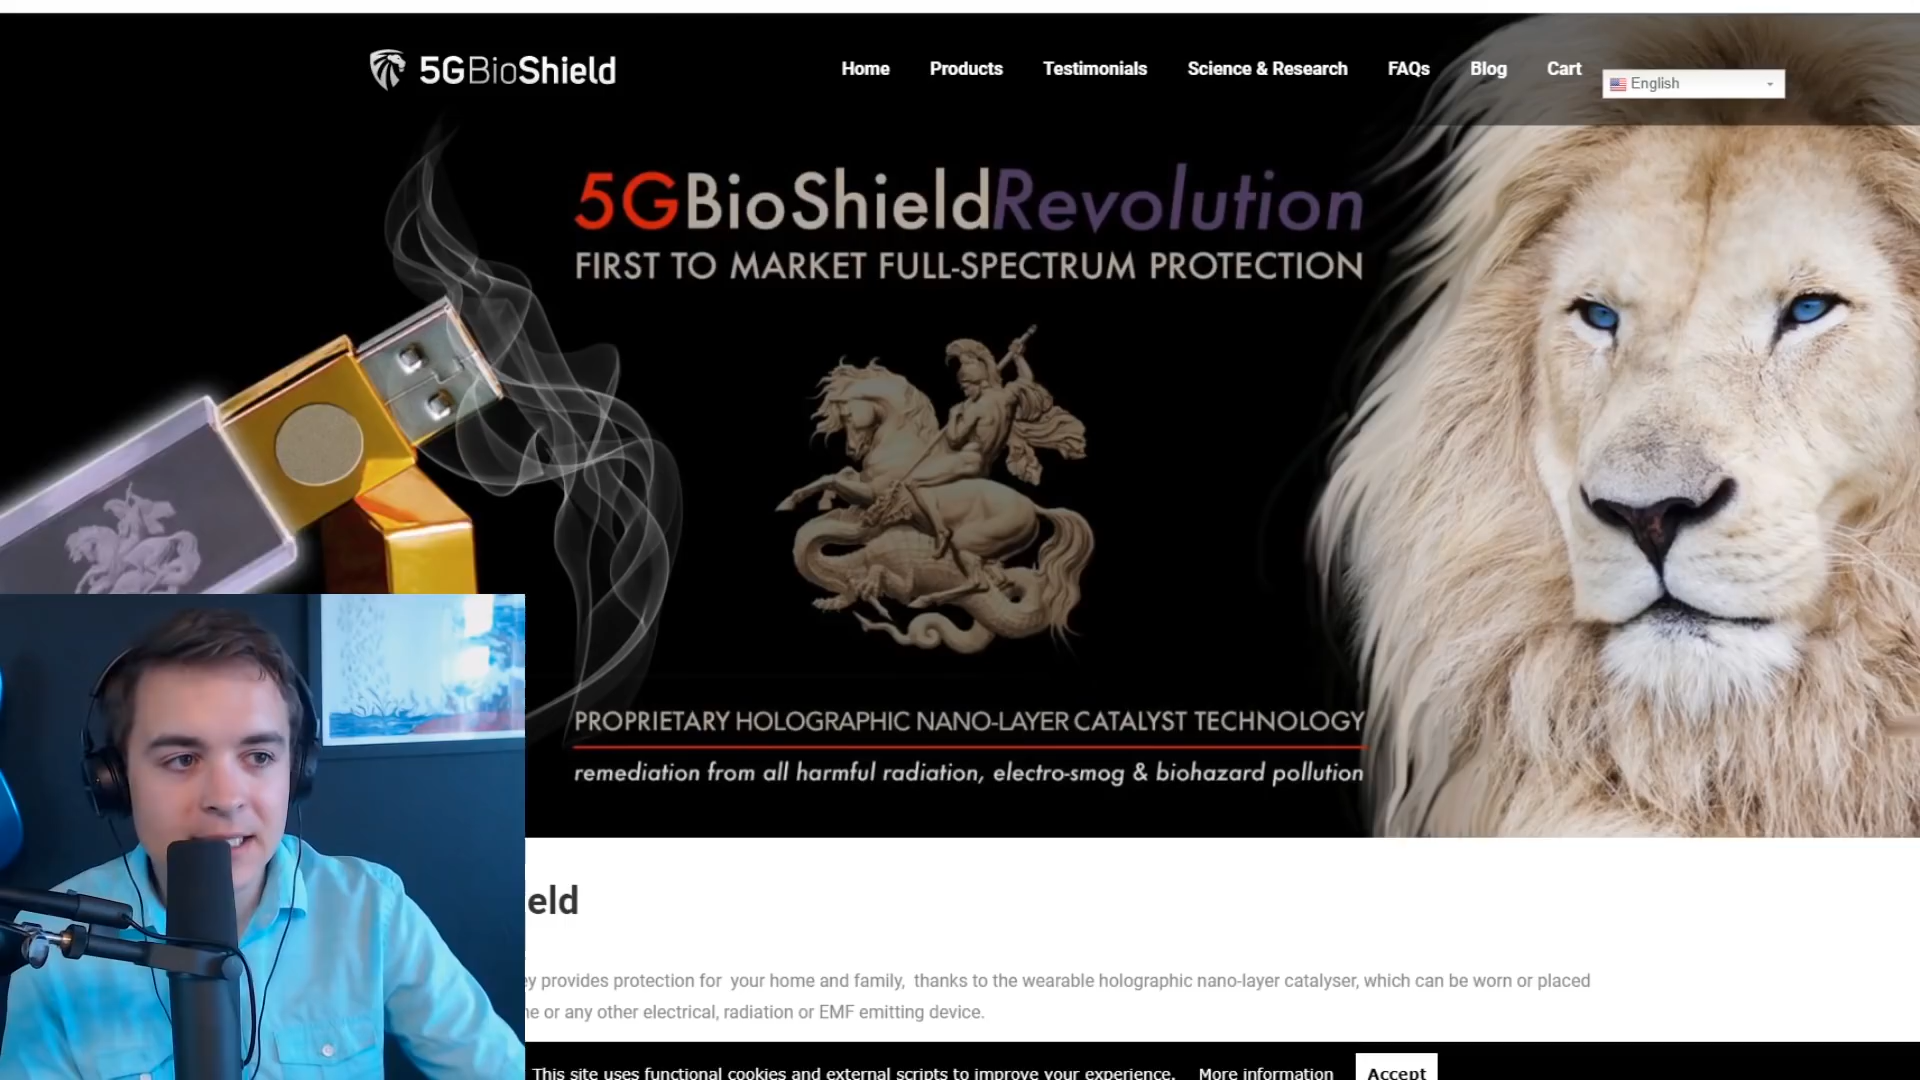 5GBioShield
Home Products Testimonials Science & Research FAQs Blog Cart
English
5GBioShieldRevolution
FIRST TO MARKET FULL-SPECTRUM PROTECTION
PROPRIETARY HOLOGRAPHIC NANO-LAYER CATALYST TECHNOLOGY
remediation from all harmful radiation, electro-smog & biohazard pollution
eld
ey provides protection for your home and family, thanks to the wearable holographic nano-layer catalyser, which can be worn or placed
ne or any other electrical, radiation or EMF emitting device.
This site uses functional cookies and external scripts to improve your experience. More information Accept